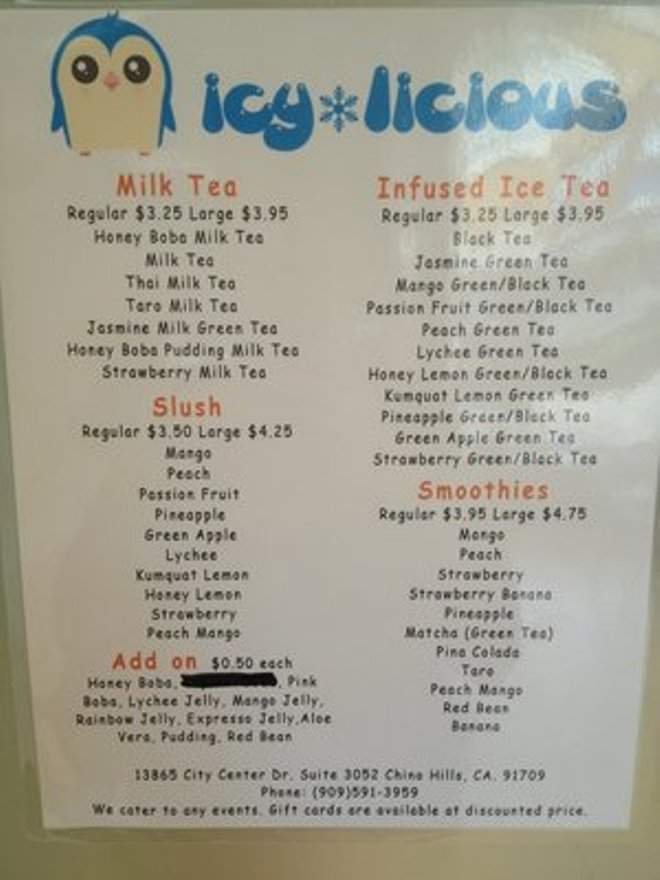 icy*licious
Milk Tea
Regular $3.25 Large $3.95
Honey Boba Milk Tea
Milk Tea
Thai Milk Tea
Taro Milk Tea
Jasmine Milk Green Tea
Honey Boba Pudding Milk Tea
Strawberry Milk Tea
Slush
Regular $3.50 Large $4.25
Mango
Peach
Passion Fruit
Pineapple
Green Apple
Lychee
Kumquat Lemon
Honey Lemon
Strawberry
Peach Mango
Add on $0.50 each
Honey Boba, , Pink
Boba, Lychee Jelly, Mango Jelly,
Rainbow Jelly, Expresso Jelly,Aloe
Vera, Pudding, Red Bean
Infused Ice Tea
Regular $3.25 Large $3.95
Black Tea
Jasmine Green Tea
Mango Green/Black Tea
Passion Fruit Green/Black Tea
Peach Green Tea
Lychee Green Tea
Honey Lemon Green/Black Tea
Kumquat Lemon Green Tea
Pineapple Green/Black Tea
Green Apple Green Tea
Strawberry Green/Black Tea
Smoothies
Regular $3.95 Large $4.75
Mango
Peach
Strawberry
Strawberry Banana
Pineapple
Matcha (Green Tea)
Pina Colada
Taro
Peach Mango
Red Bean
Banana
13865 City Center Dr. Suite 3052 Chino Hills, CA. 91709
Phone: (909)591-3959
We cater to any events. Gift cards are available at discounted price.